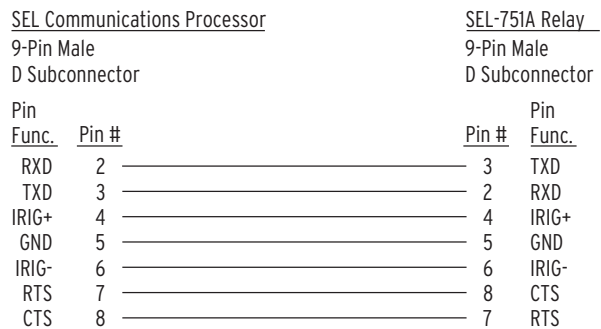 SEL Communications Processor SEL-751A Relay
9-Pin Male 9-Pin Male
D Subconnector D Subconnector
Pin Pin
Func. Pin # Pin # Func.
RXD 2 3 TXD
TXD 3 2 RXD
IRIG+ 4 4 IRIG+
GND 5 5 GND
IRIG- 6 6 IRIG-
RTS 7 8 CTS
CTS 8 7 RTS